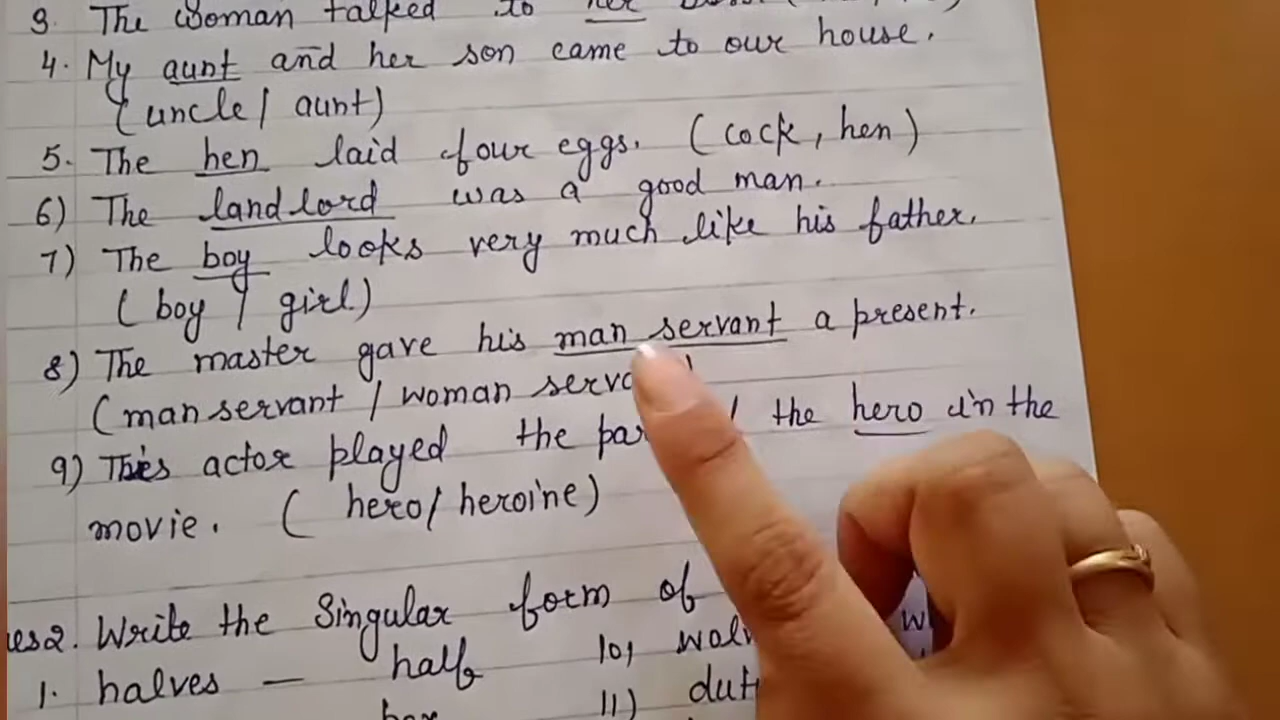 3. The woman talked to her
4. My aunt and her son came to our house.
(uncle / aunt)
5. The hen laid four eggs. (cock, hen)
6) The landlord was a good man.
7) The boy looks very much like his father.
(boy / girl)
8) The master gave his man servant a present.
(man servant / woman
9) This actor played the the hero in the
movie. (hero/heroine)
2. Write the Singular form of
1. halves — half 10)
11)